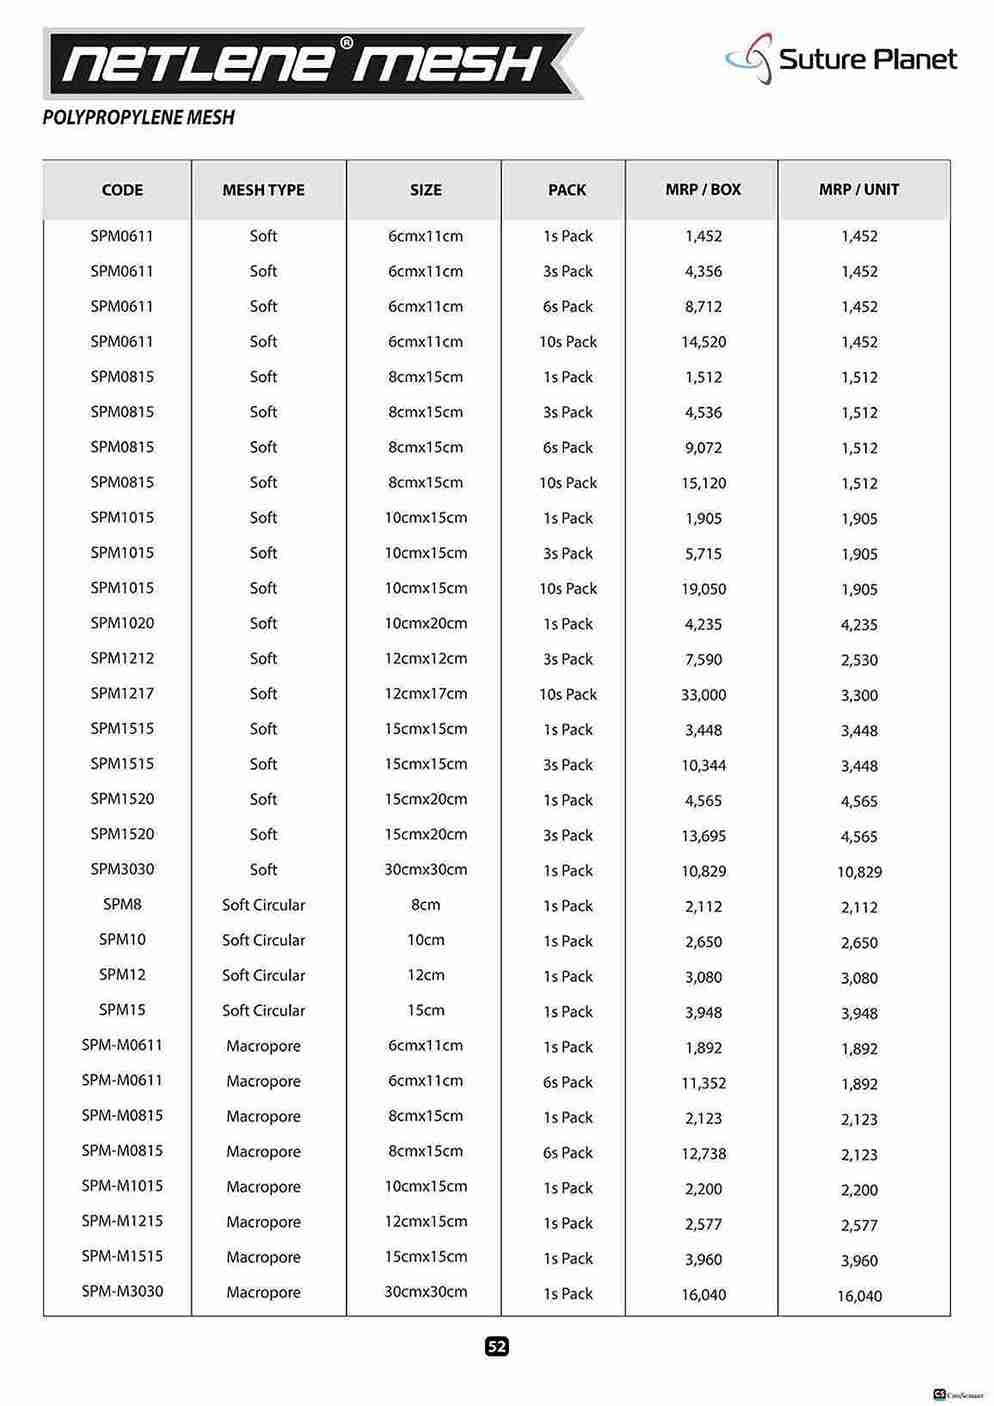 NETLENE® MESH
Suture Planet
POLYPROPYLENE MESH
CODE MESH TYPE SIZE PACK MRP / BOX MRP / UNIT
SPM0611 Soft 6cmx11cm 1s Pack 1,452 1,452
SPM0611 Soft 6cmx11cm 3s Pack 4,356 1,452
SPM0611 Soft 6cmx11cm 6s Pack 8,712 1,452
SPM0611 Soft 6cmx11cm 10s Pack 14,520 1,452
SPM0815 Soft 8cmx15cm 1s Pack 1,512 1,512
SPM0815 Soft 8cmx15cm 3s Pack 4,536 1,512
SPM0815 Soft 8cmx15cm 6s Pack 9,072 1,512
SPM0815 Soft 8cmx15cm 10s Pack 15,120 1,512
SPM1015 Soft 10cmx15cm 1s Pack 1,905 1,905
SPM1015 Soft 10cmx15cm 3s Pack 5,715 1,905
SPM1015 Soft 10cmx15cm 10s Pack 19,050 1,905
SPM1020 Soft 10cmx20cm 1s Pack 4,235 4,235
SPM1212 Soft 12cmx12cm 3s Pack 7,590 2,530
SPM1217 Soft 12cmx17cm 10s Pack 33,000 3,300
SPM1515 Soft 15cmx15cm 1s Pack 3,448 3,448
SPM1515 Soft 15cmx15cm 3s Pack 10,344 3,448
SPM1520 Soft 15cmx20cm 1s Pack 4,565 4,565
SPM1520 Soft 15cmx20cm 3s Pack 13,695 4,565
SPM3030 Soft 30cmx30cm 1s Pack 10,829 10,829
SPM8 Soft Circular 8cm 1s Pack 2,112 2,112
SPM10 Soft Circular 10cm 1s Pack 2,650 2,650
SPM12 Soft Circular 12cm 1s Pack 3,080 3,080
SPM15 Soft Circular 15cm 1s Pack 3,948 3,948
SPM-M0611 Macropore 6cmx11cm 1s Pack 1,892 1,892
SPM-M0611 Macropore 6cmx11cm 6s Pack 11,352 1,892
SPM-M0815 Macropore 8cmx15cm 1s Pack 2,123 2,123
SPM-M0815 Macropore 8cmx15cm 6s Pack 12,738 2,123
SPM-M1015 Macropore 10cmx15cm 1s Pack 2,200 2,200
SPM-M1215 Macropore 12cmx15cm 1s Pack 2,577 2,577
SPM-M1515 Macropore 15cmx15cm 1s Pack 3,960 3,960
SPM-M3030 Macropore 30cmx30cm 1s Pack 16,040 16,040
52
CS CamScanner